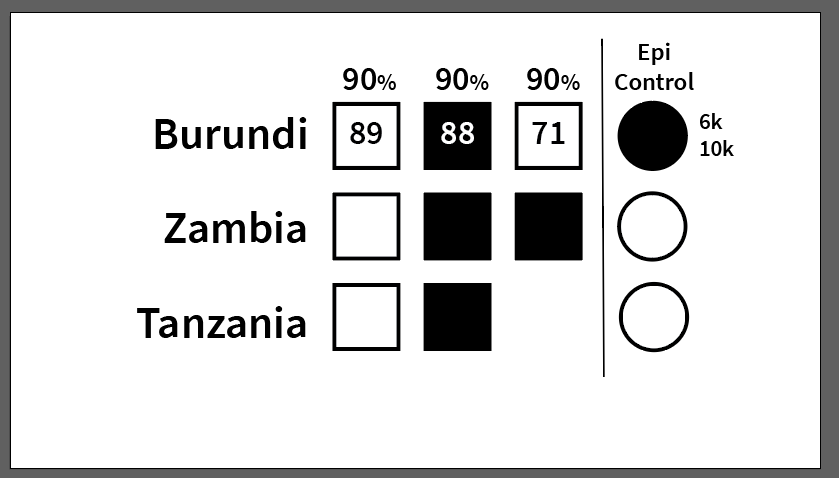 Epi
Control
90% 90% 90%
Burundi 89 88 71 6k
10k
Zambia
Tanzania